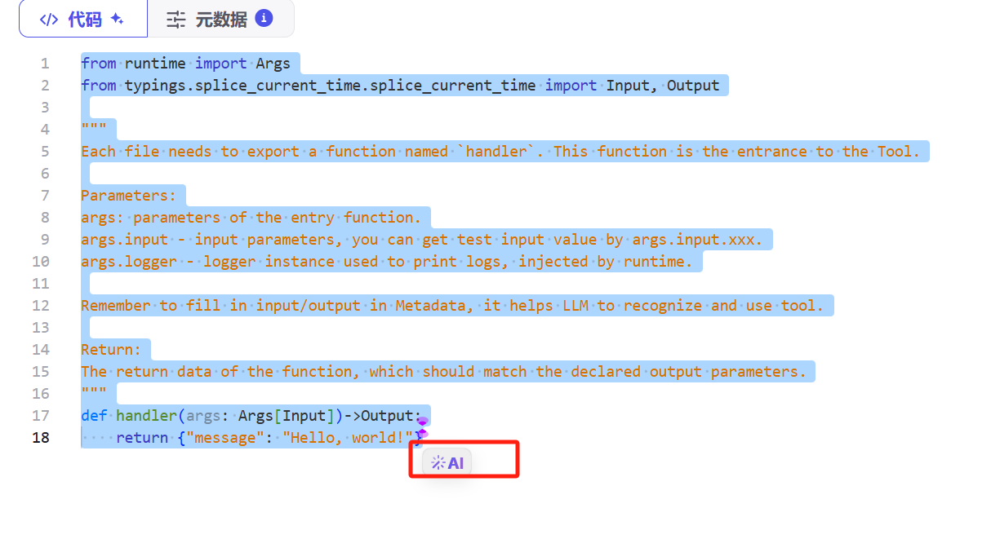 </> 代码 元数据 i
1 from runtime import Args
2 from typings.splice_current_time.splice_current_time import Input, Output
3
4 """
5 Each file needs to export a function named `handler`. This function is the entrance to the Tool.
6
7 Parameters:
8 args: parameters of the entry function.
9 args.input - input parameters, you can get test input value by args.input.xxx.
10 args.logger - logger instance used to print logs, injected by runtime.
11
12 Remember to fill in input/output in Metadata, it helps LLM to recognize and use tool.
13
14 Return:
15 The return data of the function, which should match the declared output parameters.
16 """
17 def handler(args: Args[Input])->Output:
18     return {"message": "Hello, world!"}
AI